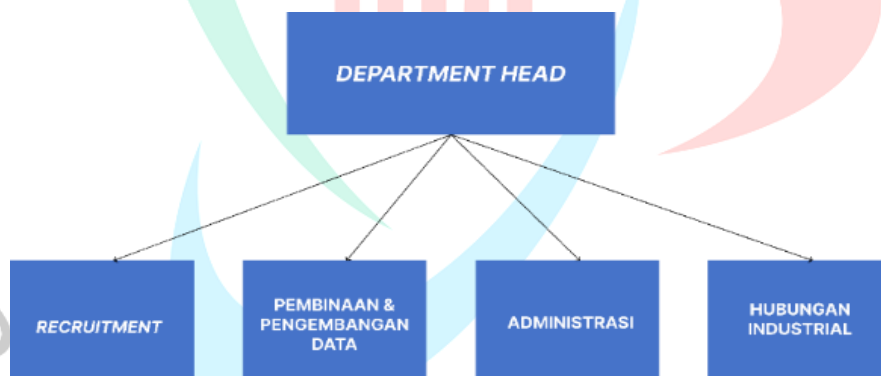 DEPARTMENT HEAD
RECRUITMENT
PEMBINAAN &
PENGEMBANGAN
DATA
ADMINISTRASI
HUBUNGAN
INDUSTRIAL